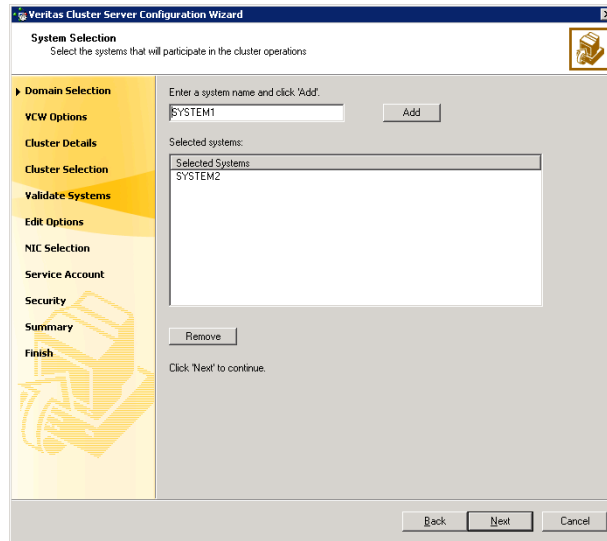 Veritas Cluster Server Configuration Wizard
System Selection
Select the systems that will participate in the cluster operations
Domain Selection
VCW Options
Cluster Details
Cluster Selection
Validate Systems
Edit Options
NIC Selection
Service Account
Security
Summary
Finish
Enter a system name and click 'Add'.
SYSTEM1
Add
Selected systems:
Selected Systems
SYSTEM2
Remove
Click 'Next' to continue.
Back
Next
Cancel